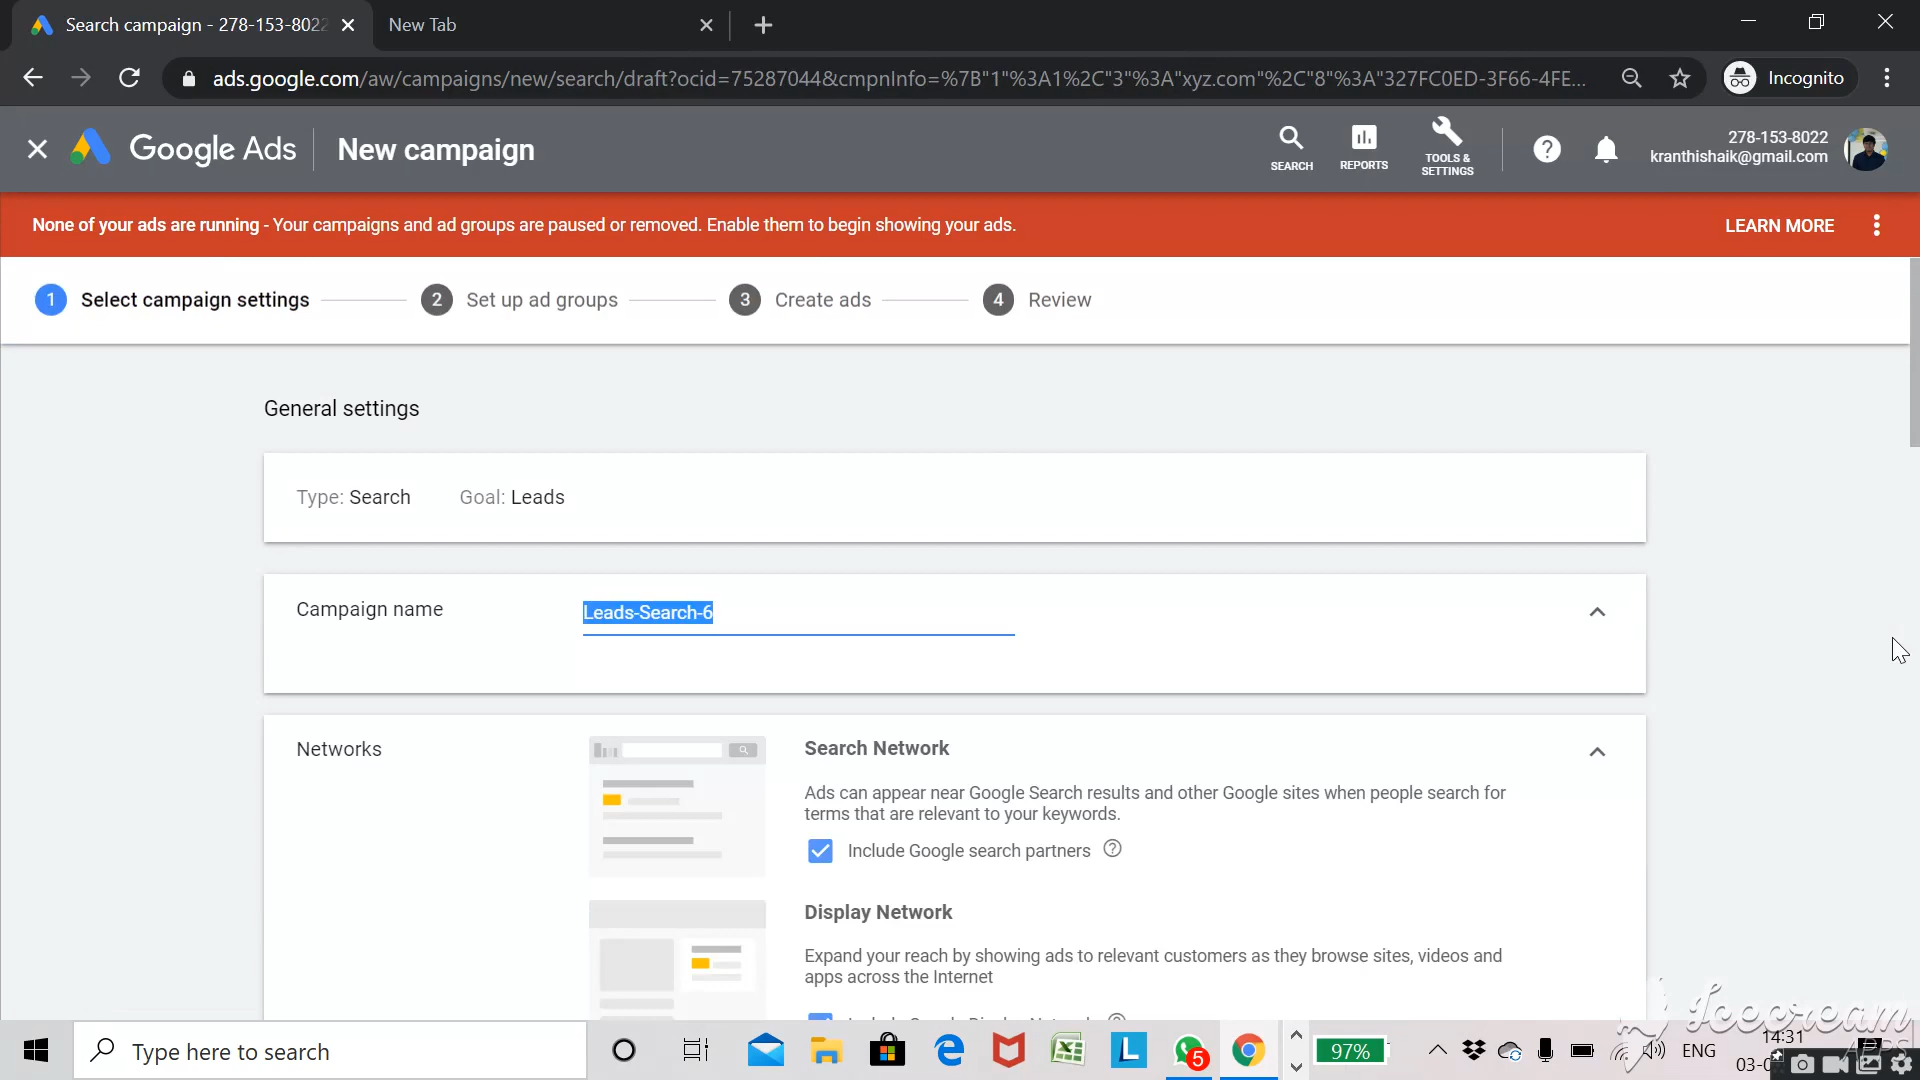 Search campaign - 278-153-8022
New Tab
ads.google.com/aw/campaigns/new/search/draft?ocid=75287044&cmpnInfo=%7B"1"%3A1%2C"3"%3A"xyz.com"%2C"8"%3A"327FC0ED-3F66-4FE...
Incognito
Google Ads
New campaign
SEARCH
REPORTS
TOOLS &
SETTINGS
278-153-8022
kranthishaik@gmail.com
None of your ads are running - Your campaigns and ad groups are paused or removed. Enable them to begin showing your ads.
LEARN MORE
1 Select campaign settings
2 Set up ad groups
3 Create ads
4 Review
General settings
Type: Search Goal: Leads
Campaign name
Leads-Search-6
Networks
Search Network
Ads can appear near Google Search results and other Google sites when people search for
terms that are relevant to your keywords.
Include Google search partners
Display Network
Expand your reach by showing ads to relevant customers as they browse sites, videos and
apps across the Internet
Icecream
APPS
Type here to search
L
5
97%
ENG
14:31
03-0